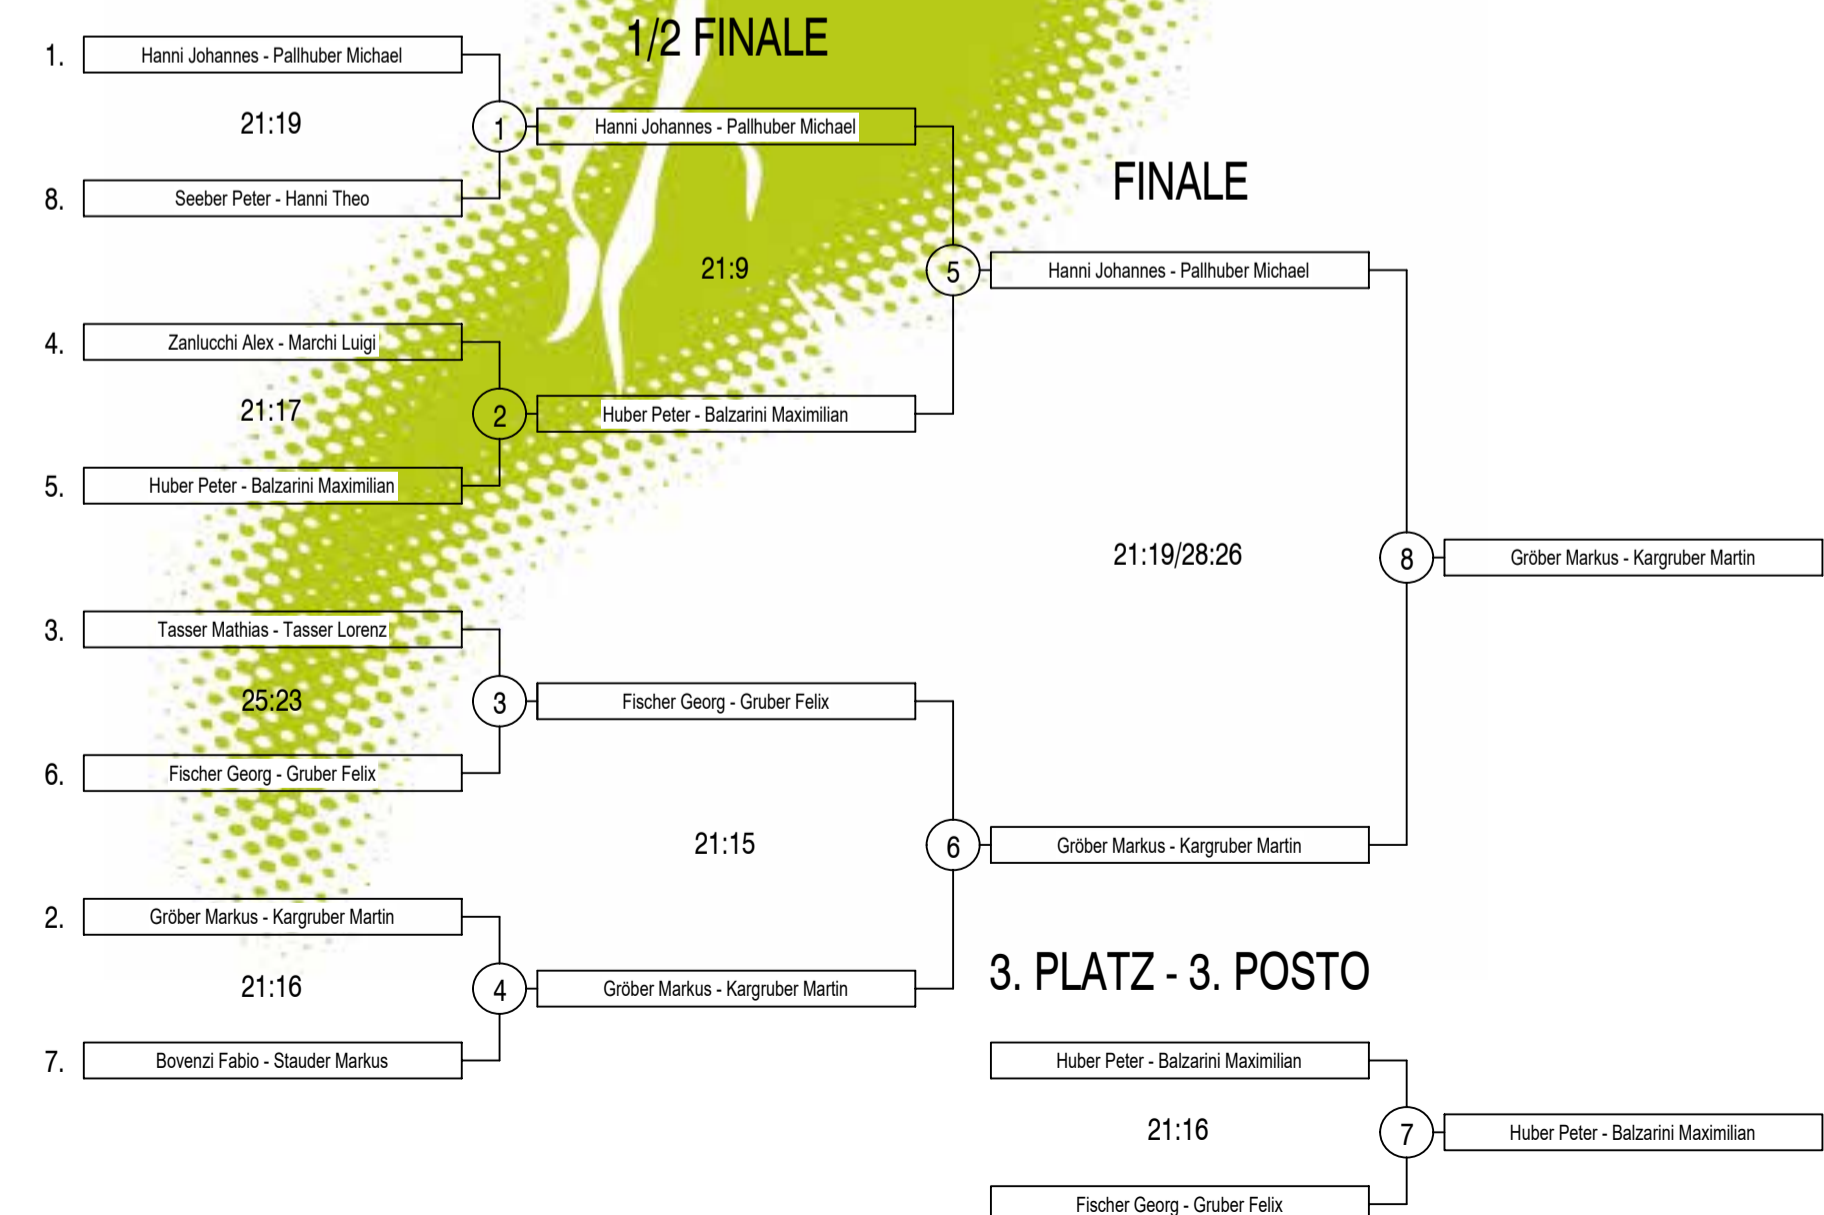 1/2 FINALE
1. Hanni Johannes - Pallhuber Michael
21:19
1
Hanni Johannes - Pallhuber Michael
8. Seeber Peter - Hanni Theo
FINALE
21:9
5
Hanni Johannes - Pallhuber Michael
4. Zanlucchi Alex - Marchi Luigi
21:17
2
Huber Peter - Balzarini Maximilian
5. Huber Peter - Balzarini Maximilian
21:19/28:26
8
Gröber Markus - Kargruber Martin
3. Tasser Mathias - Tasser Lorenz
25:23
3
Fischer Georg - Gruber Felix
6. Fischer Georg - Gruber Felix
21:15
6
Gröber Markus - Kargruber Martin
2. Gröber Markus - Kargruber Martin
21:16
4
Gröber Markus - Kargruber Martin
7. Bovenzi Fabio - Stauder Markus
3. PLATZ - 3. POSTO
Huber Peter - Balzarini Maximilian
21:16
7
Huber Peter - Balzarini Maximilian
Fischer Georg - Gruber Felix